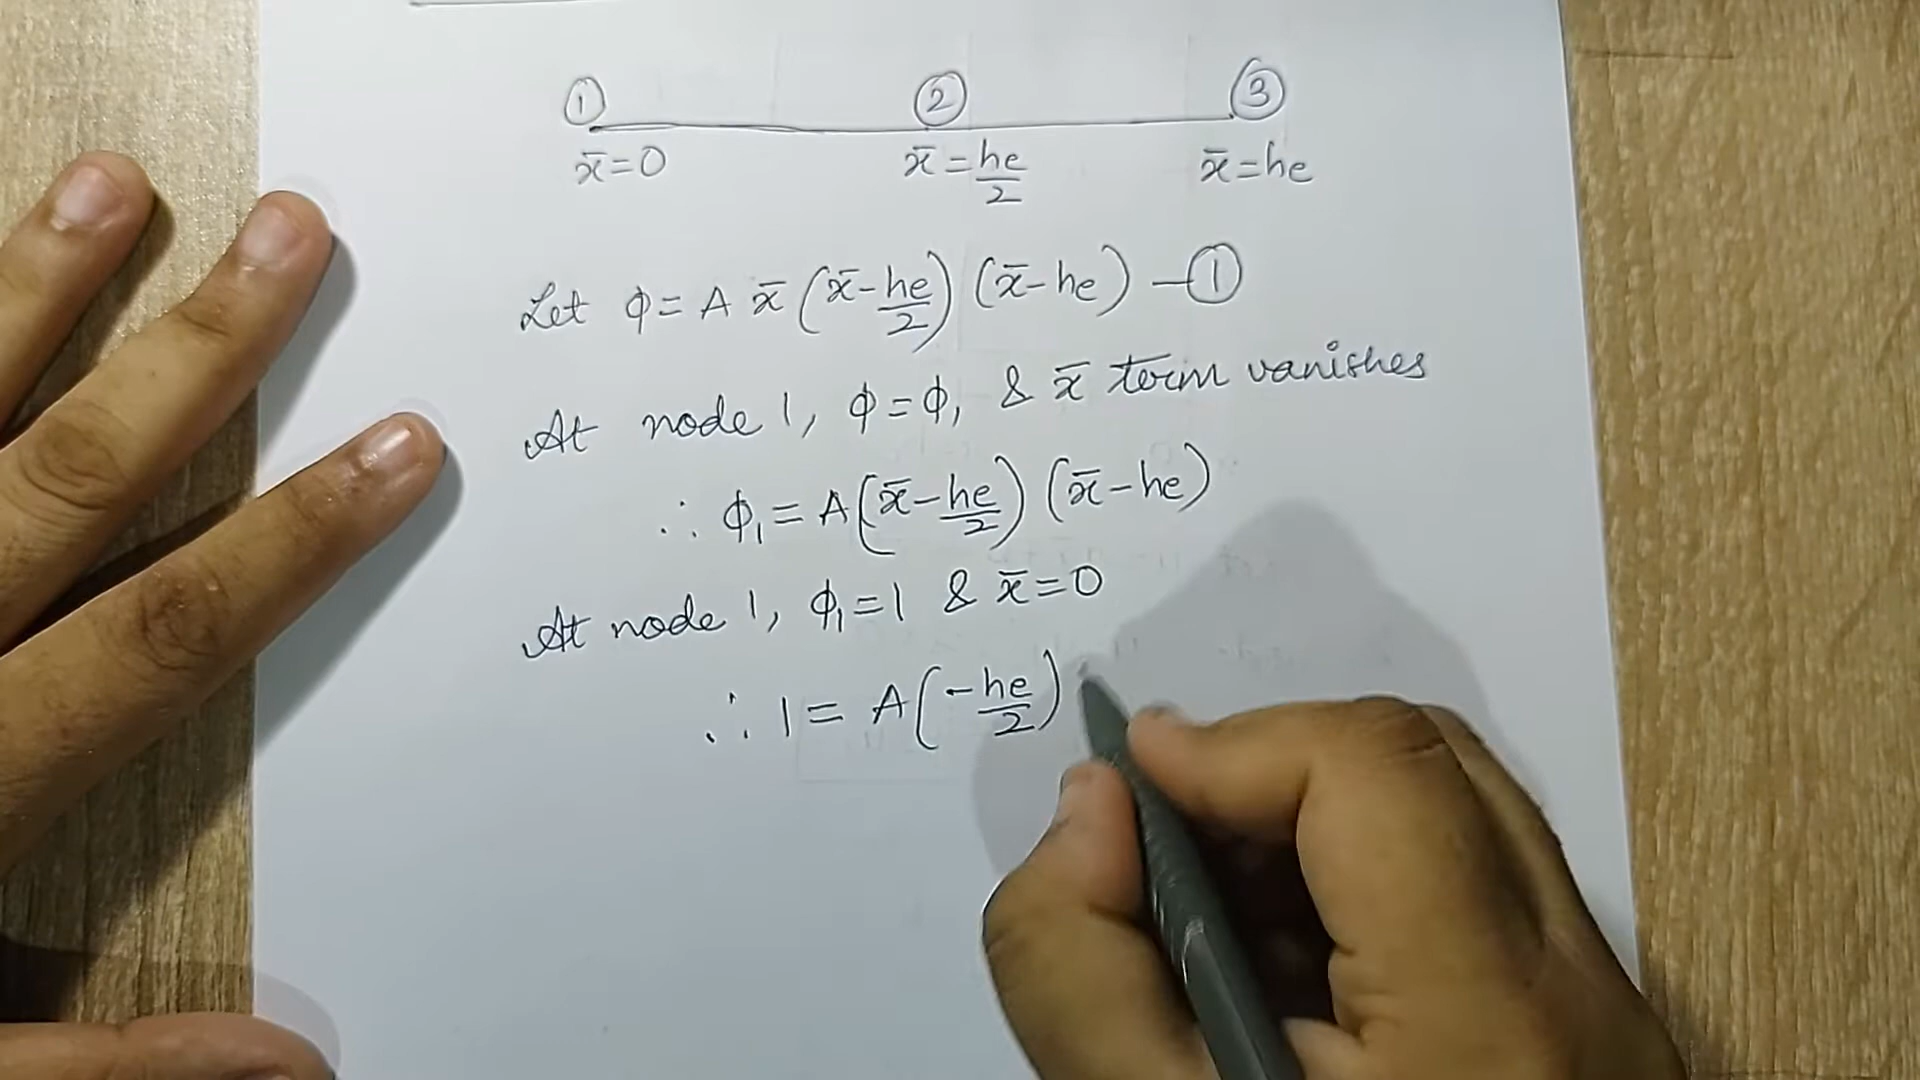 ① ② ③
x̄=0 x̄=he/2 x̄=he
Let ϕ=A x̄(x̄-he/2)(x̄-he) —①
At node 1, ϕ=ϕ₁ & x̄ term vanishes
∴ ϕ₁=A(x̄-he/2)(x̄-he)
At node 1, ϕ₁=1 & x̄=0
∴ 1=A(-he/2)